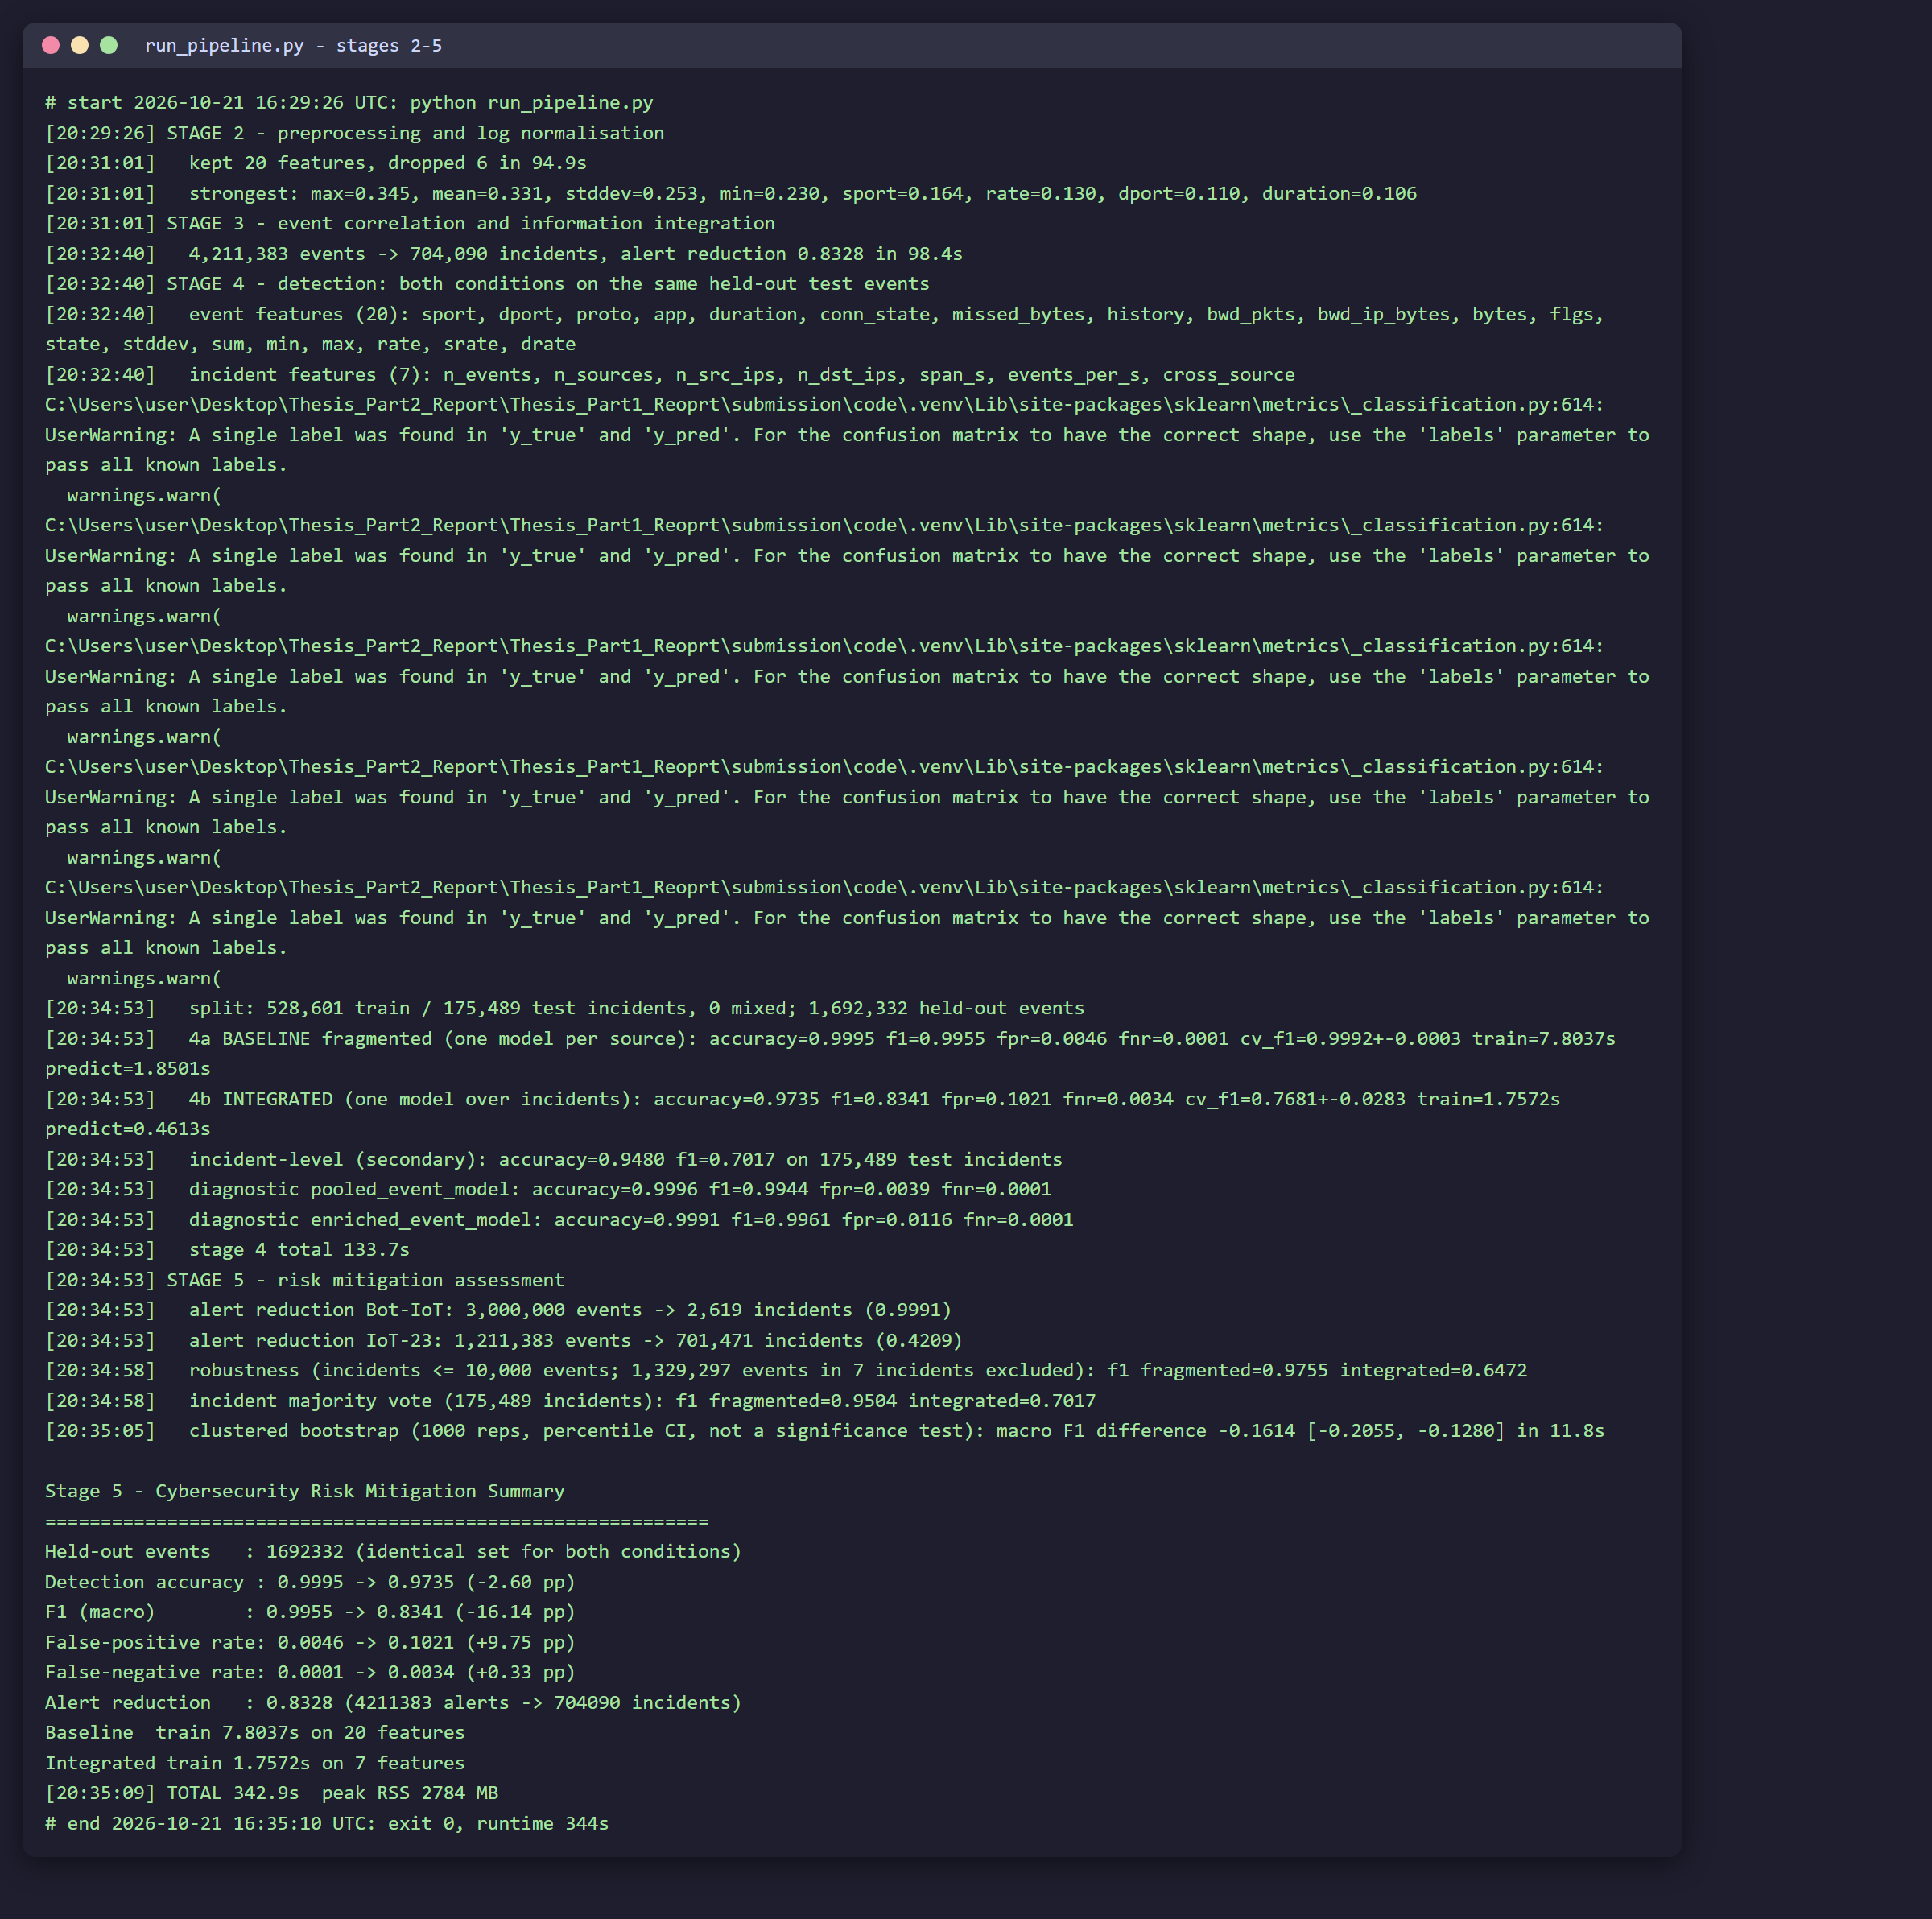 run_pipeline.py - stages 2-5
# start 2026-10-21 16:29:26 UTC: python run_pipeline.py
[20:29:26] STAGE 2 - preprocessing and log normalisation
[20:31:01]   kept 20 features, dropped 6 in 94.9s
[20:31:01]   strongest: max=0.345, mean=0.331, stddev=0.253, min=0.230, sport=0.164, rate=0.130, dport=0.110, duration=0.106
[20:31:01] STAGE 3 - event correlation and information integration
[20:32:40]   4,211,383 events -> 704,090 incidents, alert reduction 0.8328 in 98.4s
[20:32:40] STAGE 4 - detection: both conditions on the same held-out test events
[20:32:40]   event features (20): sport, dport, proto, app, duration, conn_state, missed_bytes, history, bwd_pkts, bwd_ip_bytes, bytes, flgs,
state, stddev, sum, min, max, rate, srate, drate
[20:32:40]   incident features (7): n_events, n_sources, n_src_ips, n_dst_ips, span_s, events_per_s, cross_source
C:\Users\user\Desktop\Thesis_Part2_Report\Thesis_Part1_Reoprt\submission\code\.venv\Lib\site-packages\sklearn\metrics\_classification.py:614:
UserWarning: A single label was found in 'y_true' and 'y_pred'. For the confusion matrix to have the correct shape, use the 'labels' parameter to
pass all known labels.
  warnings.warn(
C:\Users\user\Desktop\Thesis_Part2_Report\Thesis_Part1_Reoprt\submission\code\.venv\Lib\site-packages\sklearn\metrics\_classification.py:614:
UserWarning: A single label was found in 'y_true' and 'y_pred'. For the confusion matrix to have the correct shape, use the 'labels' parameter to
pass all known labels.
  warnings.warn(
C:\Users\user\Desktop\Thesis_Part2_Report\Thesis_Part1_Reoprt\submission\code\.venv\Lib\site-packages\sklearn\metrics\_classification.py:614:
UserWarning: A single label was found in 'y_true' and 'y_pred'. For the confusion matrix to have the correct shape, use the 'labels' parameter to
pass all known labels.
  warnings.warn(
C:\Users\user\Desktop\Thesis_Part2_Report\Thesis_Part1_Reoprt\submission\code\.venv\Lib\site-packages\sklearn\metrics\_classification.py:614:
UserWarning: A single label was found in 'y_true' and 'y_pred'. For the confusion matrix to have the correct shape, use the 'labels' parameter to
pass all known labels.
  warnings.warn(
C:\Users\user\Desktop\Thesis_Part2_Report\Thesis_Part1_Reoprt\submission\code\.venv\Lib\site-packages\sklearn\metrics\_classification.py:614:
UserWarning: A single label was found in 'y_true' and 'y_pred'. For the confusion matrix to have the correct shape, use the 'labels' parameter to
pass all known labels.
  warnings.warn(
[20:34:53]   split: 528,601 train / 175,489 test incidents, 0 mixed; 1,692,332 held-out events
[20:34:53]   4a BASELINE fragmented (one model per source): accuracy=0.9995 f1=0.9955 fpr=0.0046 fnr=0.0001 cv_f1=0.9992+-0.0003 train=7.8037s
predict=1.8501s
[20:34:53]   4b INTEGRATED (one model over incidents): accuracy=0.9735 f1=0.8341 fpr=0.1021 fnr=0.0034 cv_f1=0.7681+-0.0283 train=1.7572s
predict=0.4613s
[20:34:53]   incident-level (secondary): accuracy=0.9480 f1=0.7017 on 175,489 test incidents
[20:34:53]   diagnostic pooled_event_model: accuracy=0.9996 f1=0.9944 fpr=0.0039 fnr=0.0001
[20:34:53]   diagnostic enriched_event_model: accuracy=0.9991 f1=0.9961 fpr=0.0116 fnr=0.0001
[20:34:53]   stage 4 total 133.7s
[20:34:53] STAGE 5 - risk mitigation assessment
[20:34:53]   alert reduction Bot-IoT: 3,000,000 events -> 2,619 incidents (0.9991)
[20:34:53]   alert reduction IoT-23: 1,211,383 events -> 701,471 incidents (0.4209)
[20:34:58]   robustness (incidents <= 10,000 events; 1,329,297 events in 7 incidents excluded): f1 fragmented=0.9755 integrated=0.6472
[20:34:58]   incident majority vote (175,489 incidents): f1 fragmented=0.9504 integrated=0.7017
[20:35:05]   clustered bootstrap (1000 reps, percentile CI, not a significance test): macro F1 difference -0.1614 [-0.2055, -0.1280] in 11.8s
Stage 5 - Cybersecurity Risk Mitigation Summary
============================================================
Held-out events   : 1692332 (identical set for both conditions)
Detection accuracy : 0.9995 -> 0.9735 (-2.60 pp)
F1 (macro)        : 0.9955 -> 0.8341 (-16.14 pp)
False-positive rate: 0.0046 -> 0.1021 (+9.75 pp)
False-negative rate: 0.0001 -> 0.0034 (+0.33 pp)
Alert reduction   : 0.8328 (4211383 alerts -> 704090 incidents)
Baseline  train 7.8037s on 20 features
Integrated train 1.7572s on 7 features
[20:35:09] TOTAL 342.9s  peak RSS 2784 MB
# end 2026-10-21 16:35:10 UTC: exit 0, runtime 344s